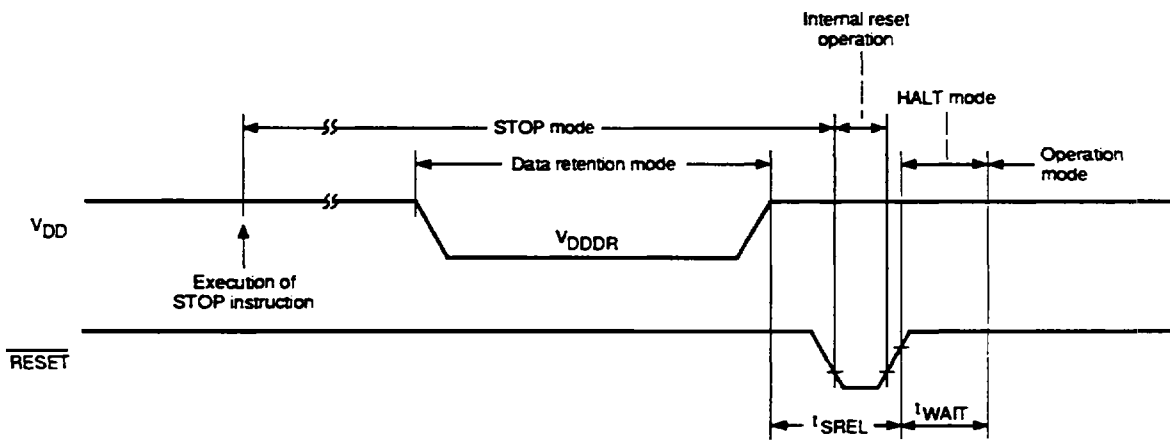 Internal reset
operation
HALT mode
STOP mode
Data retention mode
Operation
mode
VDD
VDDDR
Execution of
STOP instruction
RESET
tSREL
tWAIT